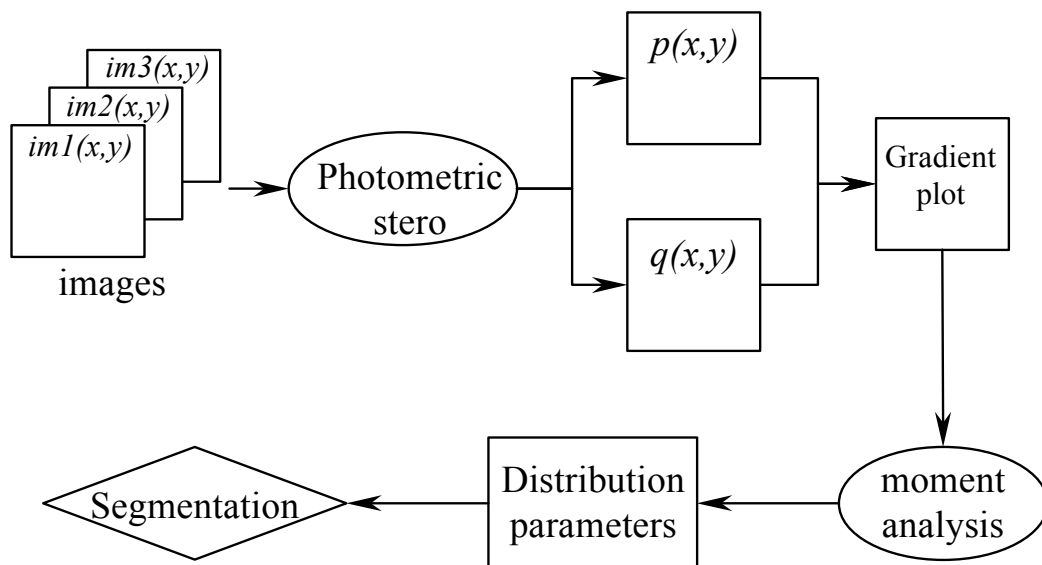 im3(x,y)
im2(x,y)
im1(x,y)
images
Photometric
stero
p(x,y)
q(x,y)
Gradient
plot
moment
analysis
Distribution
parameters
Segmentation